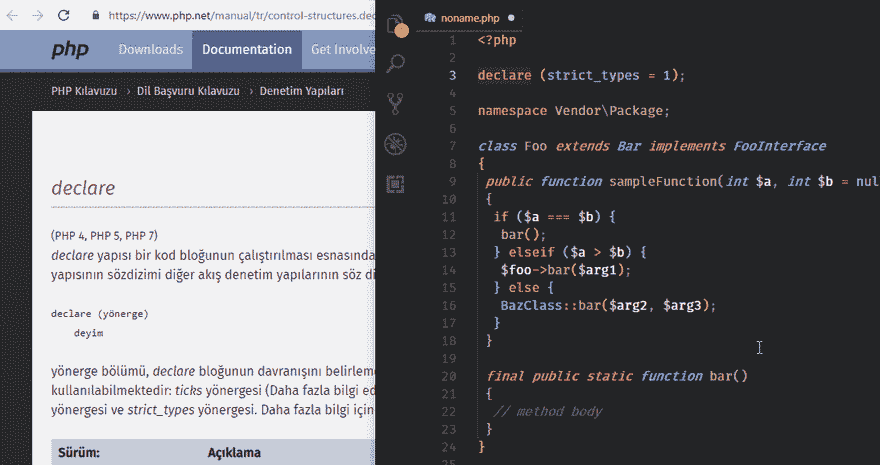 https://www.php.net/manual/tr/control-structures.dec
php Downloads Documentation Get Involve
PHP Kılavuzu › Dil Başvuru Kılavuzu › Denetim Yapıları
declare
(PHP 4, PHP 5, PHP 7)
declare yapısı bir kod bloğunun çalıştırılması esnasında
yapısının sözdizimi diğer akış denetim yapılarının söz di
declare (yönerge)
    deyim
yönerge bölümü, declare bloğunun davranışını belirleme
kullanılabilmektedir: ticks yönergesi (Daha fazla bilgi ed
yönergesi ve strict_types yönergesi. Daha fazla bilgi için
Sürüm: Açıklama
noname.php
1 <?php
2
3 declare (strict_types = 1);
4
5 namespace Vendor\Package;
6
7 class Foo extends Bar implements FooInterface
8 {
9  public function sampleFunction(int $a, int $b = nul
10  {
11   if ($a === $b) {
12    bar();
13   } elseif ($a > $b) {
14    $foo->bar($arg1);
15   } else {
16    BazClass::bar($arg2, $arg3);
17   }
18  }
19
20  final public static function bar()
21  {
22   // method body
23  }
24 }
25